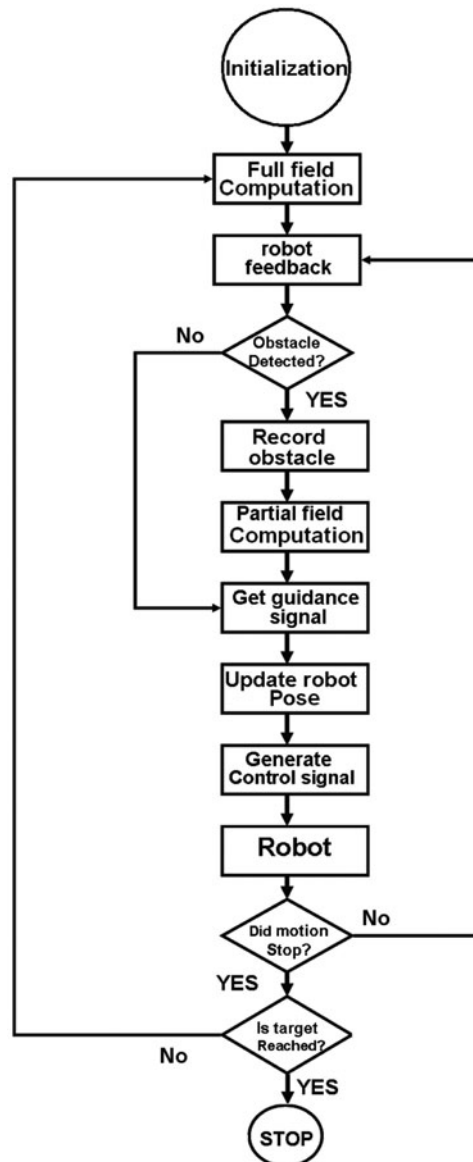 Initialization
Full field
Computation
robot
feedback
No
Obstacle
Detected?
YES
Record
obstacle
Partial field
Computation
Get guidance
signal
Update robot
Pose
Generate
Control signal
Robot
Did motion
Stop?
No
YES
Is target
Reached?
No
YES
STOP